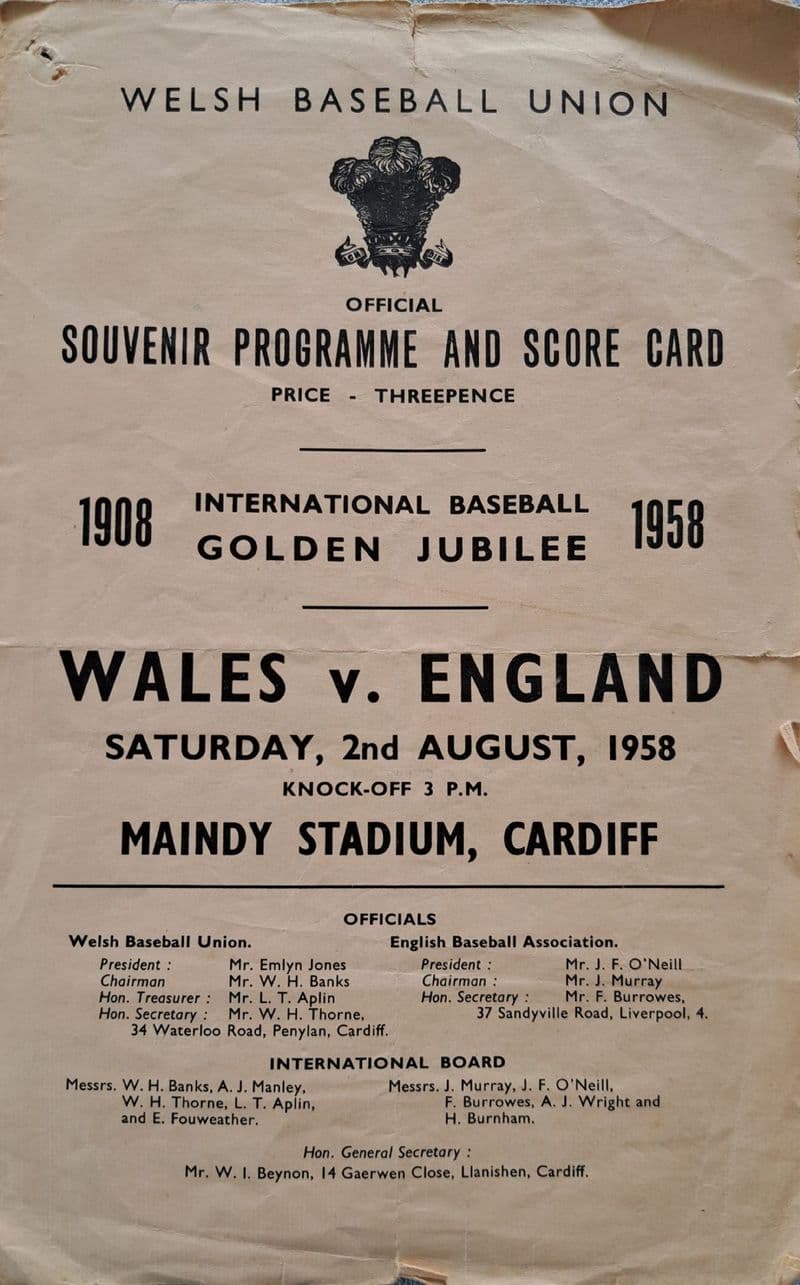 WELSH BASEBALL UNION
OFFICIAL
SOUVENIR PROGRAMME AND SCORE CARD
PRICE - THREEPENCE
1908 INTERNATIONAL BASEBALL 1958
GOLDEN JUBILEE
WALES v. ENGLAND
SATURDAY, 2nd AUGUST, 1958
KNOCK-OFF 3 P.M.
MAINDY STADIUM, CARDIFF
OFFICIALS
Welsh Baseball Union. English Baseball Association.
President : Mr. Emlyn Jones President : Mr. J. F. O'Neill
Chairman Mr. W. H. Banks Chairman : Mr. J. Murray
Hon. Treasurer : Mr. L. T. Aplin Hon. Secretary : Mr. F. Burrowes,
Hon. Secretary : Mr. W. H. Thorne, 37 Sandyville Road, Liverpool, 4.
34 Waterloo Road, Penylan, Cardiff.
INTERNATIONAL BOARD
Messrs. W. H. Banks, A. J. Manley, Messrs. J. Murray, J. F. O'Neill,
W. H. Thorne, L. T. Aplin, F. Burrowes, A. J. Wright and
and E. Fouweather. H. Burnham.
Hon. General Secretary :
Mr. W. I. Beynon, 14 Gaerwen Close, Llanishen, Cardiff.